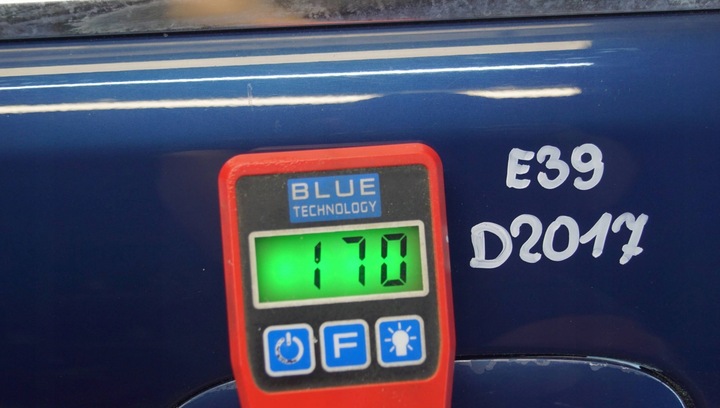 E39
D2017
BLUE
TECHNOLOGY
170
F